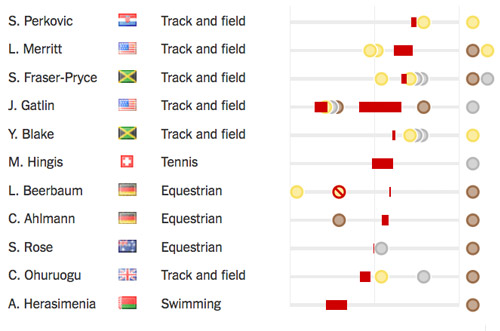 S. Perkovic Track and field
L. Merritt Track and field
S. Fraser-Pryce Track and field
J. Gatlin Track and field
Y. Blake Track and field
M. Hingis Tennis
L. Beerbaum Equestrian
C. Ahlmann Equestrian
S. Rose Equestrian
C. Ohuruogu Track and field
A. Herasimenia Swimming